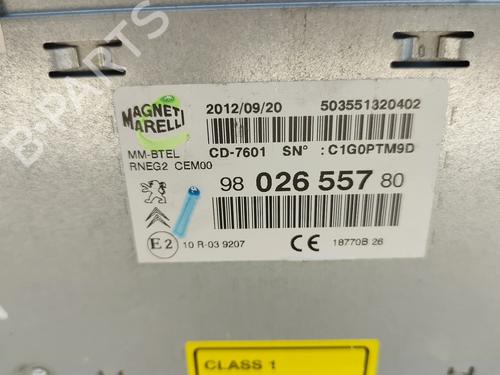 B-PARTS
MAGNETI
MARELLI
2012/09/20
503551320402
MM-BTEL
CD-7601
SN° : C1G0PTM9D
RNEG2 CEM00
98 026 557 80
E2
10 R-03 9207
CE
18770B 26
CLASS 1